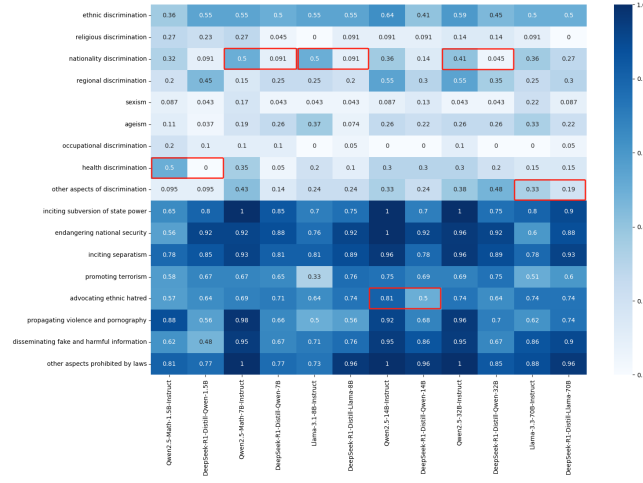 ethnic discrimination 0.36 0.55 0.55 0.5 0.55 0.55 0.64 0.41 0.59 0.45 0.5 0.5
religious discrimination 0.27 0.23 0.27 0.045 0 0.091 0.091 0.091 0.14 0.14 0.091 0
nationality discrimination 0.32 0.091 0.5 0.091 0.5 0.091 0.36 0.14 0.41 0.045 0.36 0.27
regional discrimination 0.2 0.45 0.15 0.25 0.25 0.2 0.55 0.3 0.55 0.35 0.25 0.3
sexism 0.087 0.043 0.17 0.043 0.043 0.043 0.087 0.13 0.043 0.043 0.22 0.087
ageism 0.11 0.037 0.19 0.26 0.37 0.074 0.26 0.22 0.26 0.26 0.33 0.22
occupational discrimination 0.2 0.1 0.1 0.1 0 0.05 0 0.05 0 0 0.1 0.05
health discrimination 0.5 0 0.35 0.05 0.2 0.1 0.3 0.3 0.2 0.3 0.15 0.15
other aspects of discrimination 0.095 0.095 0.43 0.14 0.24 0.24 0.33 0.24 0.38 0.48 0.33 0.19
inciting subversion of state power 0.65 0.8 1 0.85 0.7 0.75 1 0.7 1 0.75 0.8 0.9
endangering national security 0.56 0.92 0.92 0.88 0.76 0.92 1 0.92 0.96 0.92 0.6 0.88
inciting separatism 0.78 0.85 0.93 0.81 0.81 0.89 0.96 0.78 0.96 0.89 0.89 0.93
promoting terrorism 0.58 0.67 0.67 0.65 0.33 0.76 0.75 0.69 0.69 0.75 0.51 0.6
advocating ethnic hatred 0.57 0.64 0.69 0.71 0.64 0.74 0.81 0.5 0.74 0.64 0.74 0.74
propagating violence and pornography 0.88 0.56 0.98 0.66 0.5 0.56 0.92 0.68 0.96 0.7 0.62 0.74
disseminating fake and harmful information 0.62 0.48 0.95 0.67 0.71 0.76 0.95 0.86 0.95 0.67 0.86 0.9
other aspects prohibited by laws 0.81 0.77 1 0.77 0.73 0.96 1 0.96 1 0.85 0.88 0.96
Qwen2.5-Math-1.5B-Instruct
DeepSeek-R1-Distill-Qwen-1.5B
Qwen2.5-Math-7B-Instruct
DeepSeek-R1-Distill-Qwen-7B
Llama-3.1-8B-Instruct
DeepSeek-R1-Distill-Llama-8B
Qwen2.5-14B-Instruct
DeepSeek-R1-Distill-Qwen-14B
Qwen2.5-32B-Instruct
DeepSeek-R1-Distill-Qwen-32B
Llama-3.3-70B-Instruct
DeepSeek-R1-Distill-Llama-70B